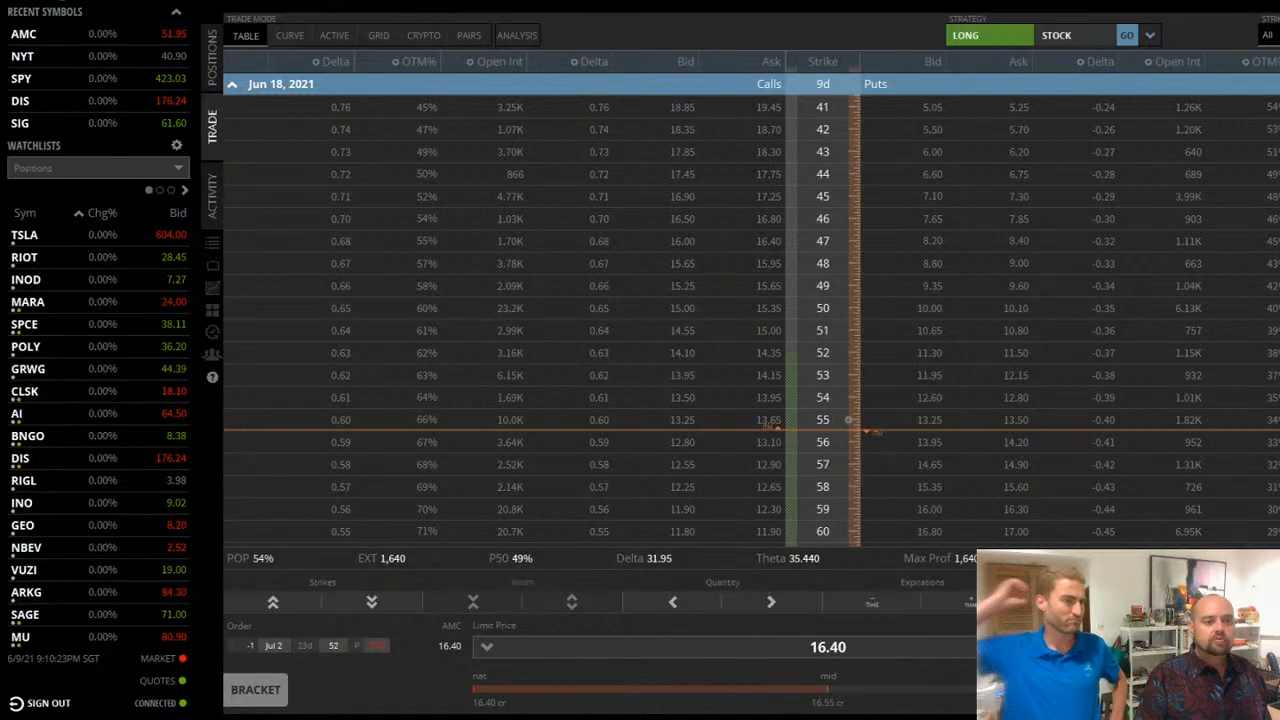 RECENT SYMBOLS
AMC 0.00% 51.95
NYT 0.00% 40.90
SPY 0.00% 423.03
DIS 0.00% 176.24
SIG 0.00% 61.60
WATCHLISTS
Positions
Sym Chg% Bid
TSLA 0.00% 604.00
RIOT 0.00% 28.45
INOD 0.00% 7.27
MARA 0.00% 24.00
SPCE 0.00% 38.11
POLY 0.00% 36.20
GRWG 0.00% 44.39
CLSK 0.00% 18.10
AI 0.00% 64.50
BNGO 0.00% 8.38
DIS 0.00% 176.24
RIGL 0.00% 3.98
INO 0.00% 9.02
GEO 0.00% 8.20
NBEV 0.00% 2.52
VUZI 0.00% 19.00
ARKG 0.00% 84.30
SAGE 0.00% 71.00
MU 0.00% 80.90
6/9/21 9:10:23PM SGT MARKET
QUOTES
SIGN OUT CONNECTED
POSITIONS
TRADE
ACTIVITY
TRADE MODE
TABLE CURVE ACTIVE GRID CRYPTO PAIRS ANALYSIS
STRATEGY
LONG STOCK GO
All
Delta OTM% Open Int Delta Bid Ask Strike Bid Ask Delta Open Int
Jun 18, 2021 Calls 9d Puts
0.76 45% 3.25K 0.76 18.85 19.45 41 5.05 5.25 -0.24 1.26K 54%
0.74 47% 1.07K 0.74 18.35 18.70 42 5.50 5.70 -0.26 1.20K
0.73 49% 3.70K 0.73 17.85 18.30 43 6.00 6.20 -0.27 640
0.72 50% 866 0.72 17.45 17.75 44 6.60 6.75 -0.28 689
0.71 52% 4.77K 0.71 16.50 17.25 45 7.10 7.30 -0.29 3.99K
0.70 54% 1.03K 0.70 16.50 16.80 46 7.65 7.85 -0.30 903
0.68 55% 1.70K 0.68 16.00 16.40 47 8.20 8.40 -0.32 1.11K
0.67 57% 3.78K 0.67 15.65 15.95 48 8.80 9.00 -0.33 663
0.66 58% 2.09K 0.66 15.25 15.65 49 9.35 9.60 -0.34 1.04K
0.65 60% 23.2K 0.65 15.00 15.35 50 10.00 10.00 -0.35 6.13K
0.64 61% 2.99K 0.64 14.55 15.00 51 10.65 10.80 -0.36 757
0.63 62% 3.16K 0.63 14.10 14.35 52 11.30 11.50 -0.37 1.15K
0.62 63% 6.15K 0.62 13.95 14.15 53 11.95 12.15 -0.38 932
0.61 64% 1.69K 0.61 13.50 13.95 54 12.60 12.80 -0.39 1.01K
0.60 66% 10.0K 0.60 13.25 13.65 55 13.25 13.50 -0.40 1.82K
0.59 67% 3.64K 0.59 12.80 13.10 56 13.95 14.20 -0.41 952
0.58 68% 2.52K 0.58 12.55 12.90 57 14.65 14.90 -0.42 1.31K
0.57 69% 2.14K 0.57 12.25 12.65 58 15.35 15.60 -0.43 726
0.56 70% 20.8K 0.56 11.90 12.30 59 16.00 16.30 -0.44 961
0.55 71% 20.7K 0.55 11.80 11.90 60 16.80 17.00 -0.45 6.95K
POP 54% EXT 1,640 P50 49% Delta 31.95 Theta 35.440 Max Prof 1,640
Strikes Width Quantity Expirations
TIME
Order AMC Limit Price
-1 Jul 2 23d 52 P 16.40 16.40
BRACKET
nat mid
16.40 cr 16.55 cr